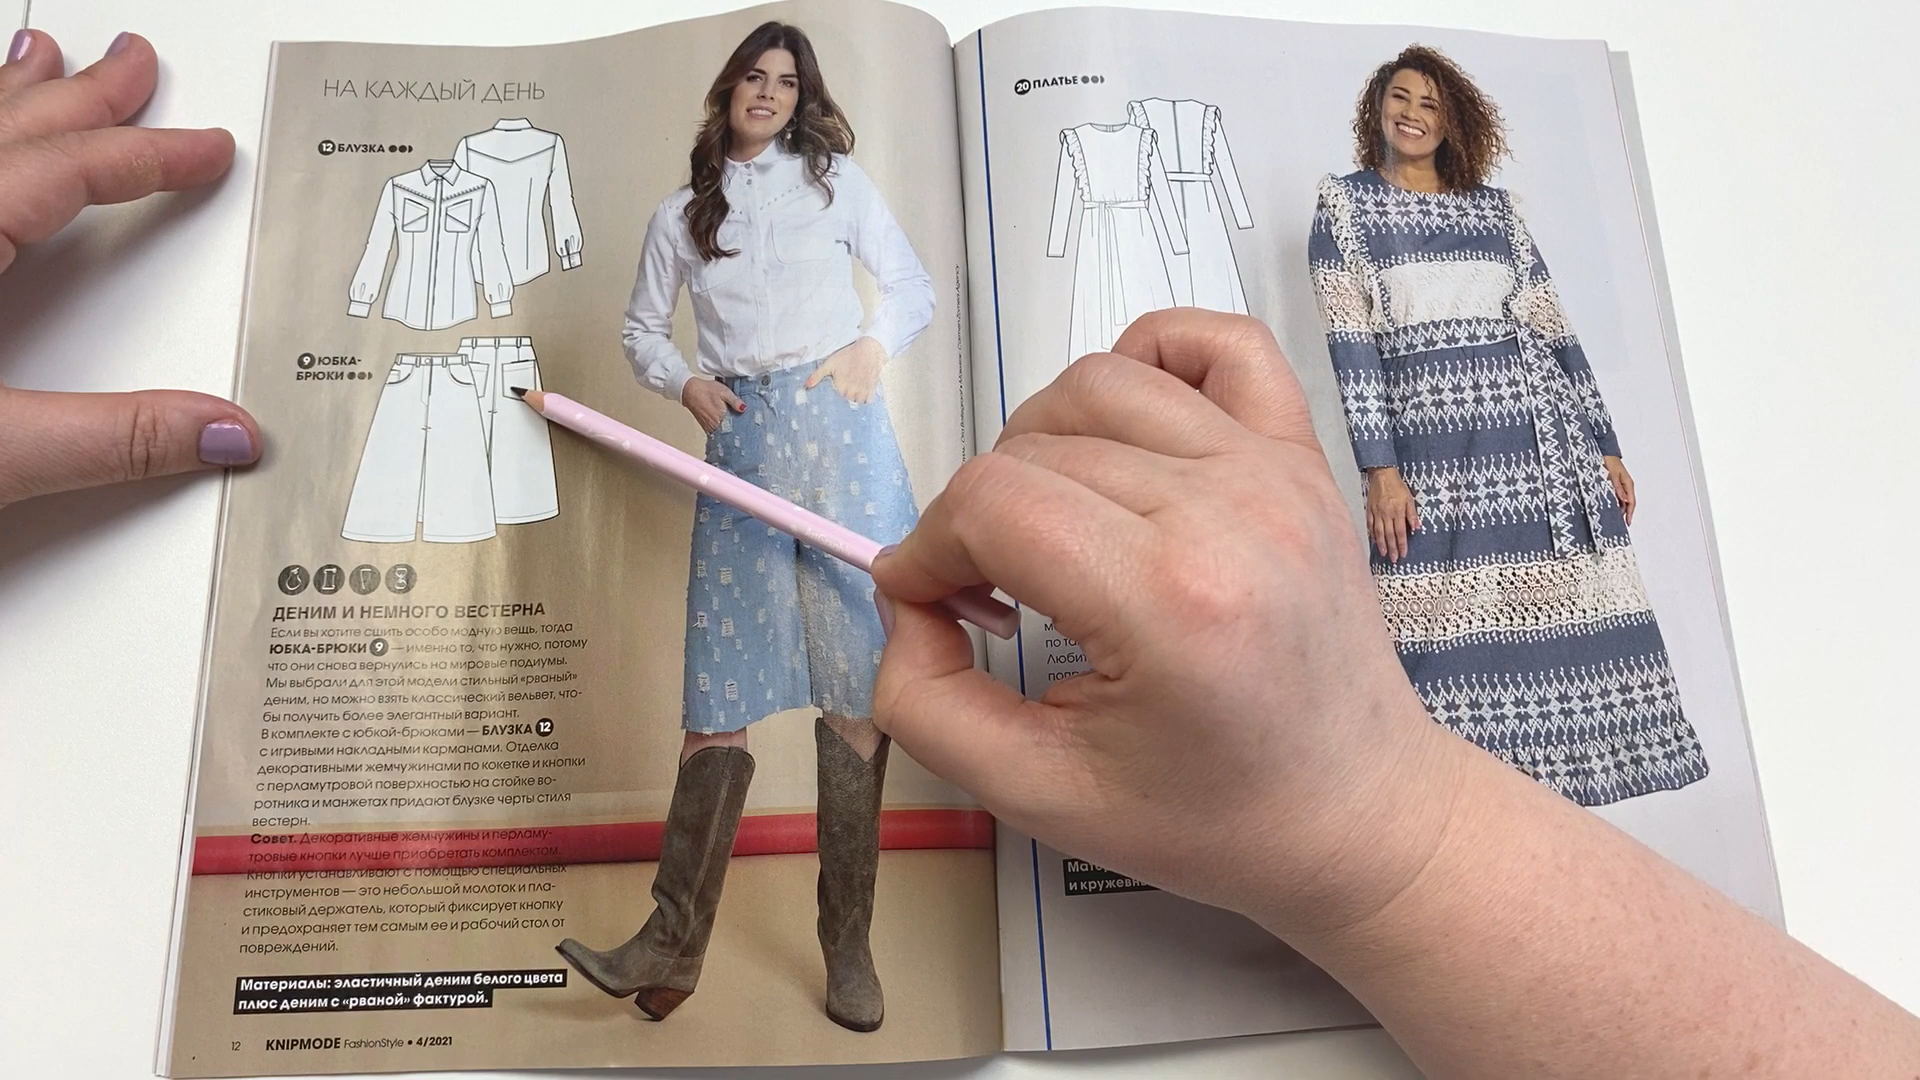 НА КАЖДЫЙ ДЕНЬ
12 БЛУЗКА
9 ЮБКА-
БРЮКИ
ДЕНИМ И НЕМНОГО ВЕСТЕРНА
Если вы хотите сшить особо модную вещь, тогда
ЮБКА-БРЮКИ 9 — именно то, что нужно, потому
что они снова вернулись на мировые подиумы.
Мы выбрали для этой модели стильный «рваный»
деним, но можно взять классический вельвет, что-
бы получить более элегантный вариант.
В комплекте с юбкой-брюками — БЛУЗКА 12
с игривыми накладными карманами. Отделка
декоративными жемчужинами по кокетке и кнопки
с перламутровой поверхностью на стойке во-
ротника и манжетах придают блузке черты стиля
вестерн.
Совет. Декоративные жемчужины и перламу-
тровые кнопки лучше приобретать комплектом.
Кнопки устанавливают с помощью специальных
инструментов — это небольшой молоток и пла-
стиковый держатель, который фиксирует кнопку
и предохраняет тем самым ее и рабочий стол от
повреждений.
Материалы: эластичный деним белого цвета
плюс деним с «рваной» фактурой.
12 KNIPMODE FashionStyle • 4/2021
20 ПЛАТЬЕ
по
и